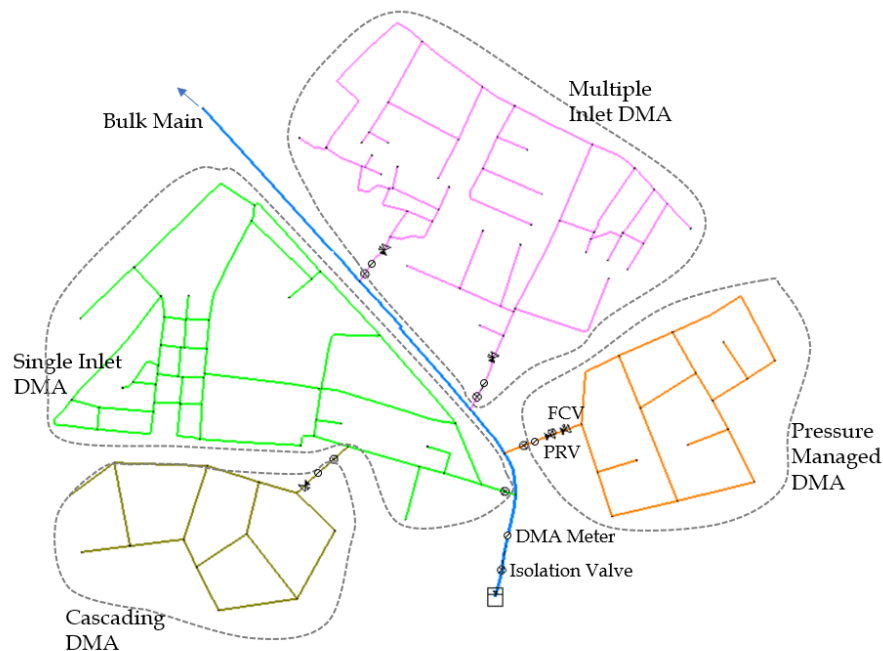 Multiple
Inlet DMA
Bulk Main
Single Inlet
DMA
FCV
PRV
Pressure
Managed
DMA
DMA Meter
Isolation Valve
Cascading
DMA